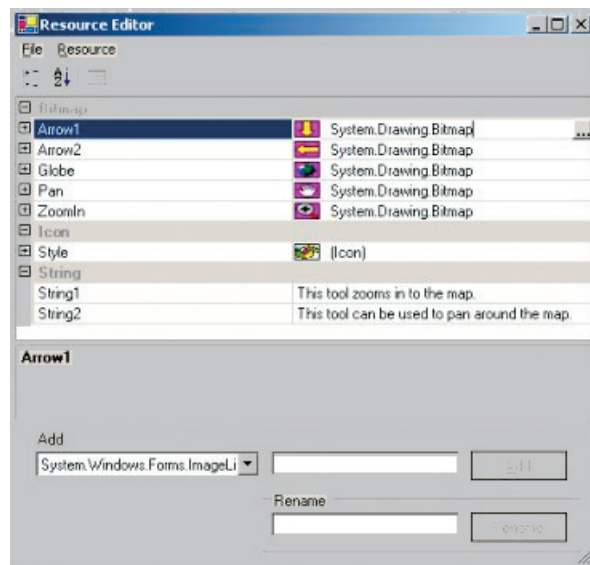 Resource Editor
File Resource
Bitmap
Arrow1 System.Drawing.Bitmap ...
Arrow2 System.Drawing.Bitmap
Globe System.Drawing.Bitmap
Pan System.Drawing.Bitmap
ZoomIn System.Drawing.Bitmap
Icon
Style (Icon)
String
String1 This tool zooms in to the map.
String2 This tool can be used to pan around the map.
Arrow1
Add
System.Windows.Forms.ImageLi
Add
Rename
Rename